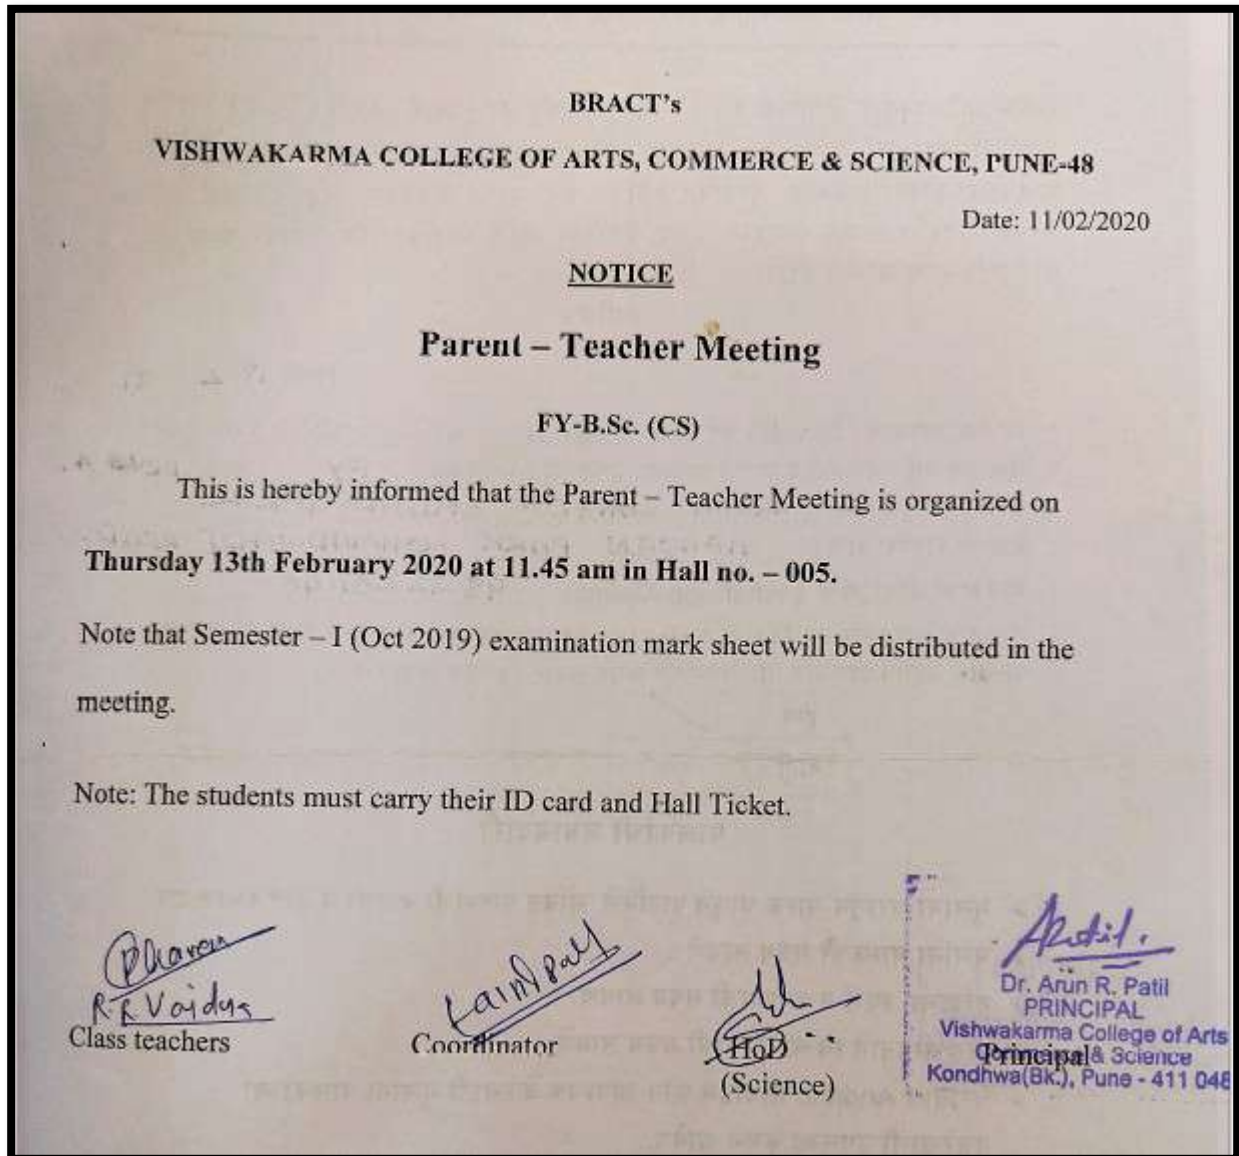 BRACT's
VISHWAKARMA COLLEGE OF ARTS, COMMERCE & SCIENCE, PUNE-48
Date: 11/02/2020
NOTICE
Parent – Teacher Meeting
FY-B.Sc. (CS)
This is hereby informed that the Parent – Teacher Meeting is organized on
Thursday 13th February 2020 at 11.45 am in Hall no. – 005.
Note that Semester – I (Oct 2019) examination mark sheet will be distributed in the
meeting.
Note: The students must carry their ID card and Hall Ticket.
R.R Vaidya
Class teachers
Coordinator
HoD
(Science)
Dr. Arun R. Patil
PRINCIPAL
Vishwakarma College of Arts
Commerce & Science
Principal
Kondhwa(Bk.), Pune - 411 048